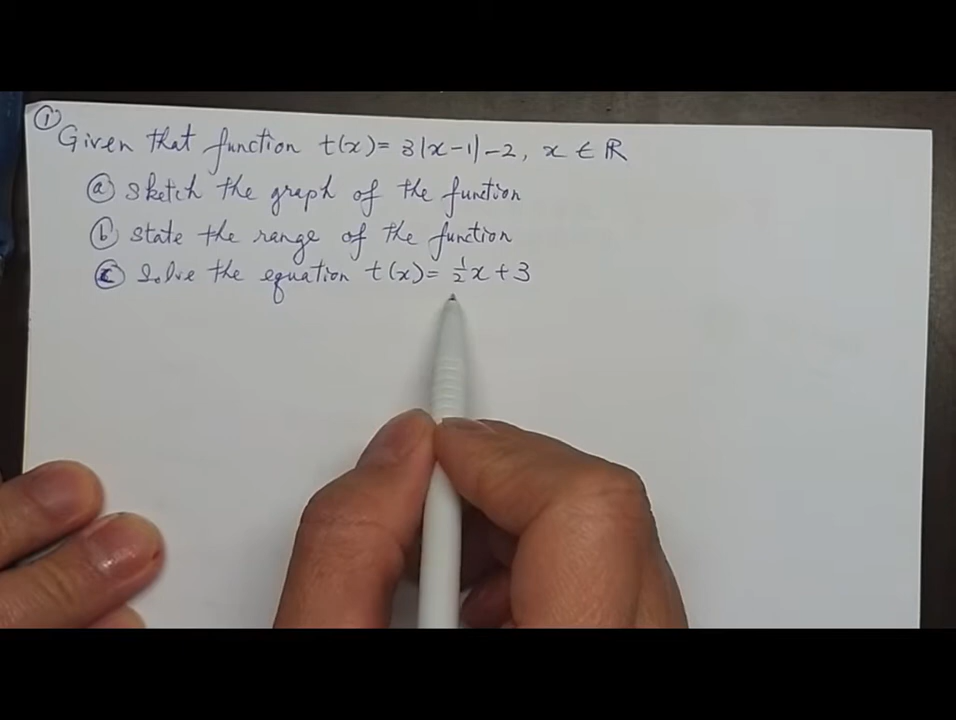 ① Given that function t(x) = 3|x-1| - 2, x ∈ ℝ
ⓐ Sketch the graph of the function
ⓑ state the range of the function
ⓒ Solve the equation t(x) = ½x + 3